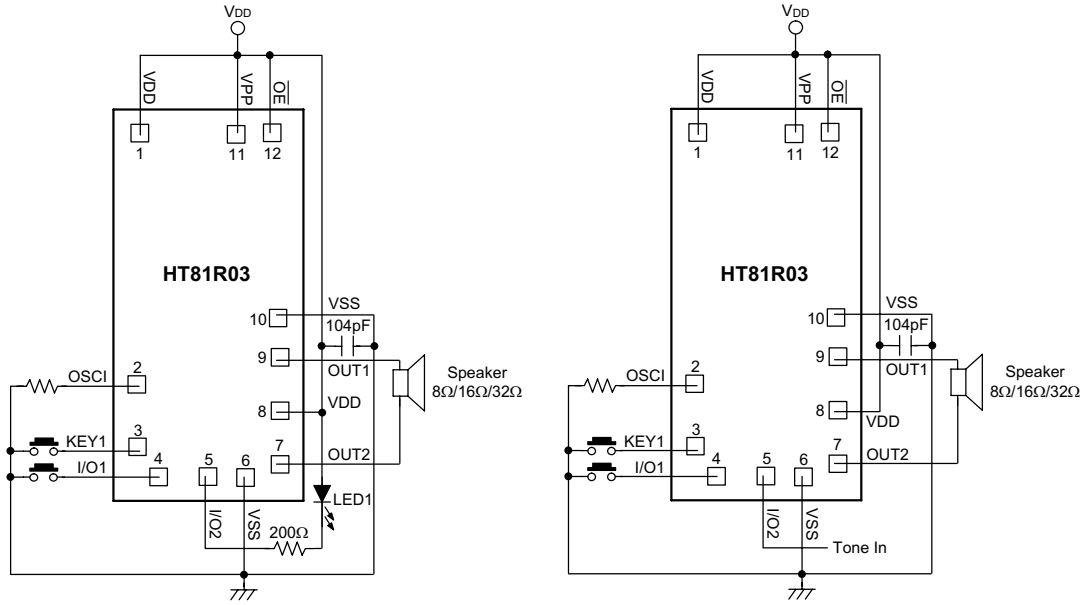 VDD
VDD
VPP
OE
1
11
12
HT81R03
VSS
10
104pF
9
OUT1
Speaker
8Ω/16Ω/32Ω
OSCI
2
8
VDD
KEY1
3
7
OUT2
I/O1
4
5
6
LED1
I/O2
VSS
200Ω
VDD
VDD
VPP
OE
1
11
12
HT81R03
VSS
10
104pF
9
OUT1
Speaker
8Ω/16Ω/32Ω
OSCI
2
8
VDD
KEY1
3
7
OUT2
I/O1
4
5
6
I/O2
VSS
Tone In